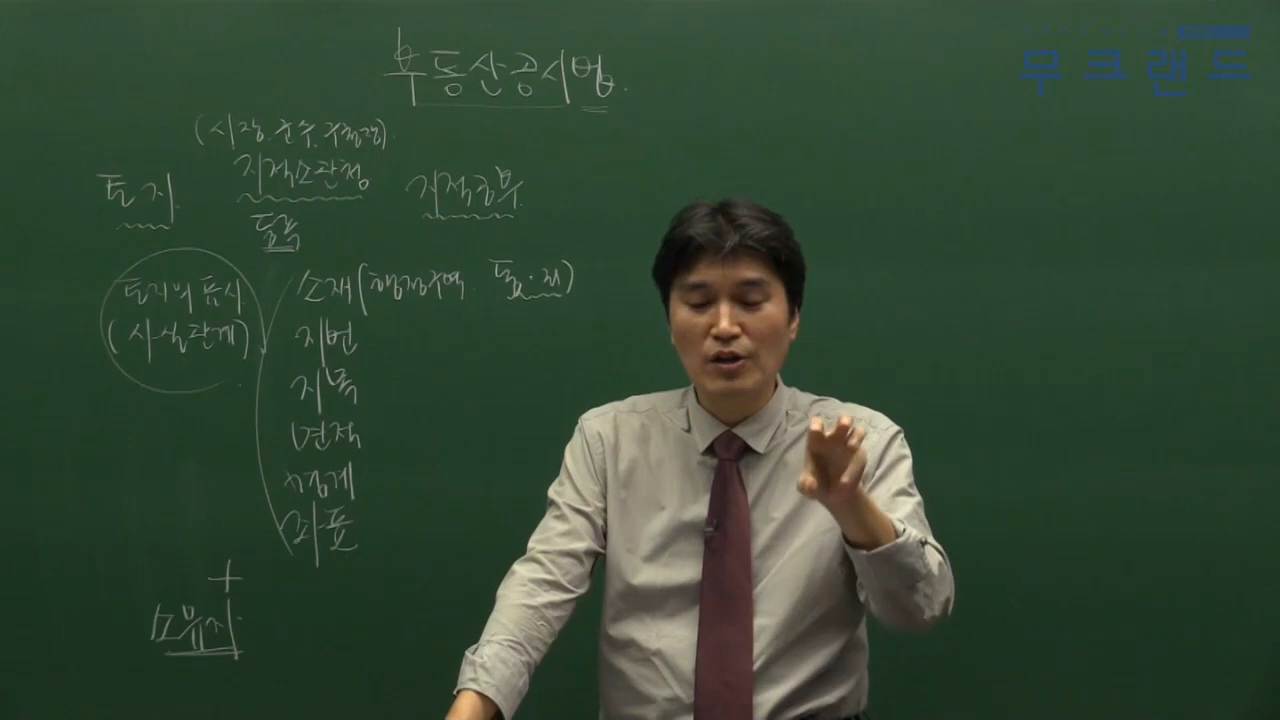 부동산공시법.
무크랜드
(시장.군수.구청장).
토지. 지적소관청 지적공부.
등록
토지의 표시 소재(행정구역. 동.리)
(사실관계) 지번
지목
면적
경계
좌표
+
소유자.